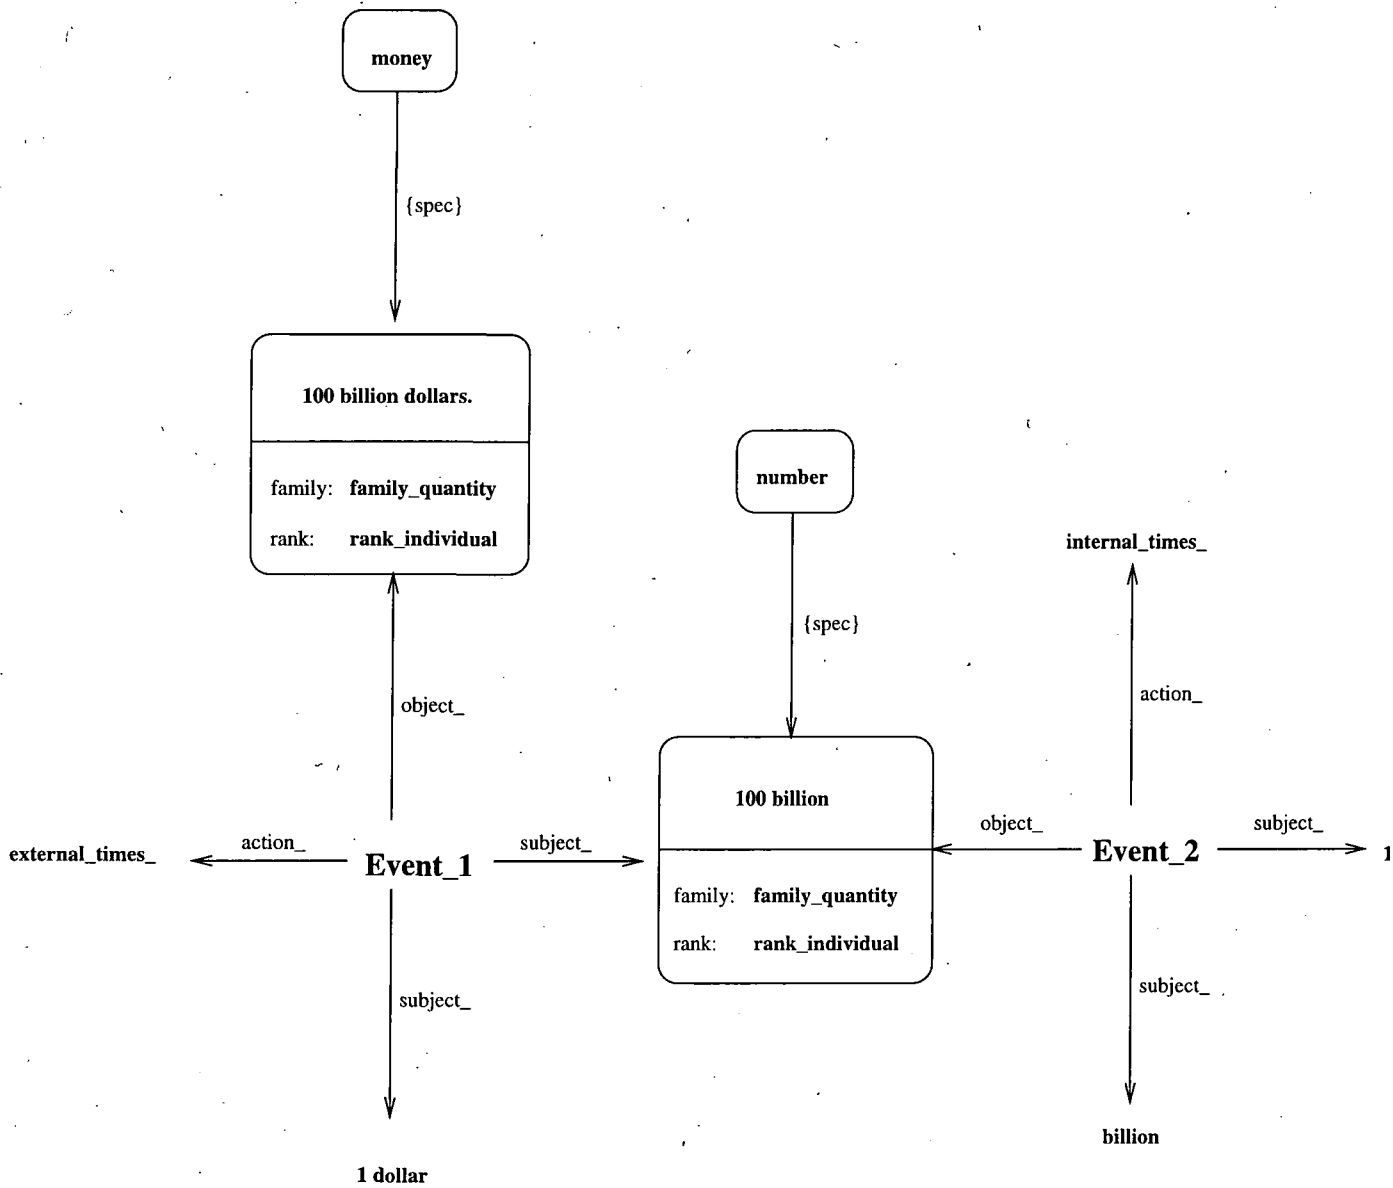 money
{spec}
100 billion dollars.
family: family_quantity
rank: rank_individual
number
{spec}
internal_times_
object_
action_
100 billion
external_times_
action_
Event_1
subject_
object_
Event_2
subject_
family: family_quantity
rank: rank_individual
subject_
subject_
billion
1 dollar